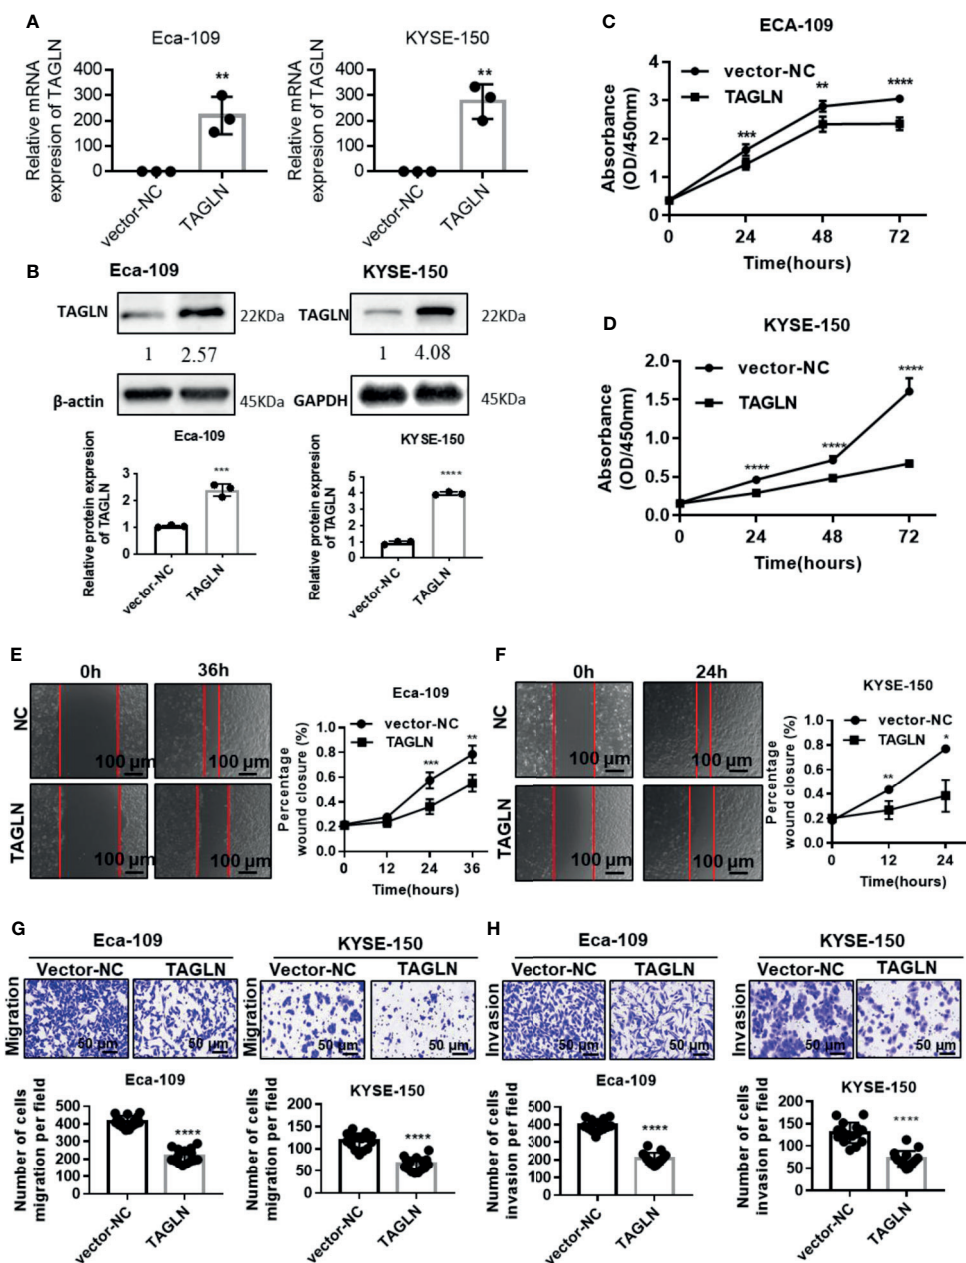 A
Eca-109
Relative mRNA
expresion of TAGLN
400
300
200
100
0
**
vector-NC
TAGLN
KYSE-150
Relative mRNA
expresion of TAGLN
400
300
200
100
0
**
vector-NC
TAGLN
B
Eca-109
TAGLN
22KDa
1 2.57
β-actin
45KDa
Eca-109
Relative protein expression
of TAGLN
3
2
1
0
***
vector-NC
TAGLN
KYSE-150
TAGLN
22KDa
1 4.08
GAPDH
45KDa
KYSE-150
Relative protein expression
of TAGLN
5
4
3
2
1
0
****
vector-NC
TAGLN
C
ECA-109
Absorbance
(OD/450nm)
4
3
2
1
0
vector-NC
TAGLN
***
**
****
0 24 48 72
Time(hours)
D
KYSE-150
Absorbance
(OD/450nm)
2.0
1.5
1.0
0.5
0.0
vector-NC
TAGLN
****
****
****
0 24 48 72
Time(hours)
E
0h 36h
NC
100 μm
100 μm
TAGLN
100 μm
100 μm
Eca-109
Percentage
wound closure (%)
1.0
0.8
0.6
0.4
0.2
0.0
vector-NC
TAGLN
***
**
0 12 24 36
Time(hours)
F
0h 24h
NC
100 μm
100 μm
TAGLN
100 μm
100 μm
KYSE-150
Percentage
wound closure (%)
1.0
0.8
0.6
0.4
0.2
0.0
vector-NC
TAGLN
**
*
0 12 24
Time(hours)
G
Eca-109
Vector-NC TAGLN
Migration
50 μm
50 μm
Eca-109
Number of cells
migration per field
500
400
300
200
100
0
****
vector-NC
TAGLN
KYSE-150
Vector-NC TAGLN
Migration
50 μm
50 μm
KYSE-150
Number of cells
migration per field
200
150
100
50
0
****
vector-NC
TAGLN
H
Eca-109
Vector-NC TAGLN
Invasion
50 μm
50 μm
Eca-109
Number of cells
invasion per field
500
400
300
200
100
0
****
vector-NC
TAGLN
KYSE-150
Vector-NC TAGLN
Invasion
50 μm
50 μm
KYSE-150
Number of cells
invasion per field
200
150
100
50
0
****
vector-NC
TAGLN